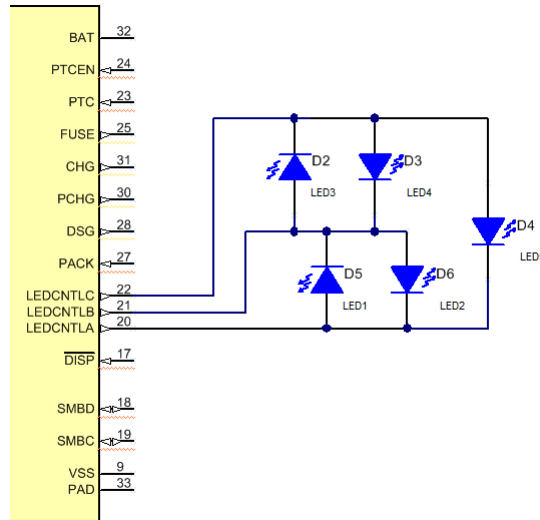 BAT 32
PTCEN 24
PTC 23
FUSE 25
CHG 31
PCHG 30
DSG 28
PACK 27
LEDCNTLC 22
LEDCNTLB 21
LEDCNTLA 20
DISP 17
SMBD 18
SMBC 19
VSS 9
PAD 33
D2
LED3
D3
LED4
D4
LED
D5
LED1
D6
LED2